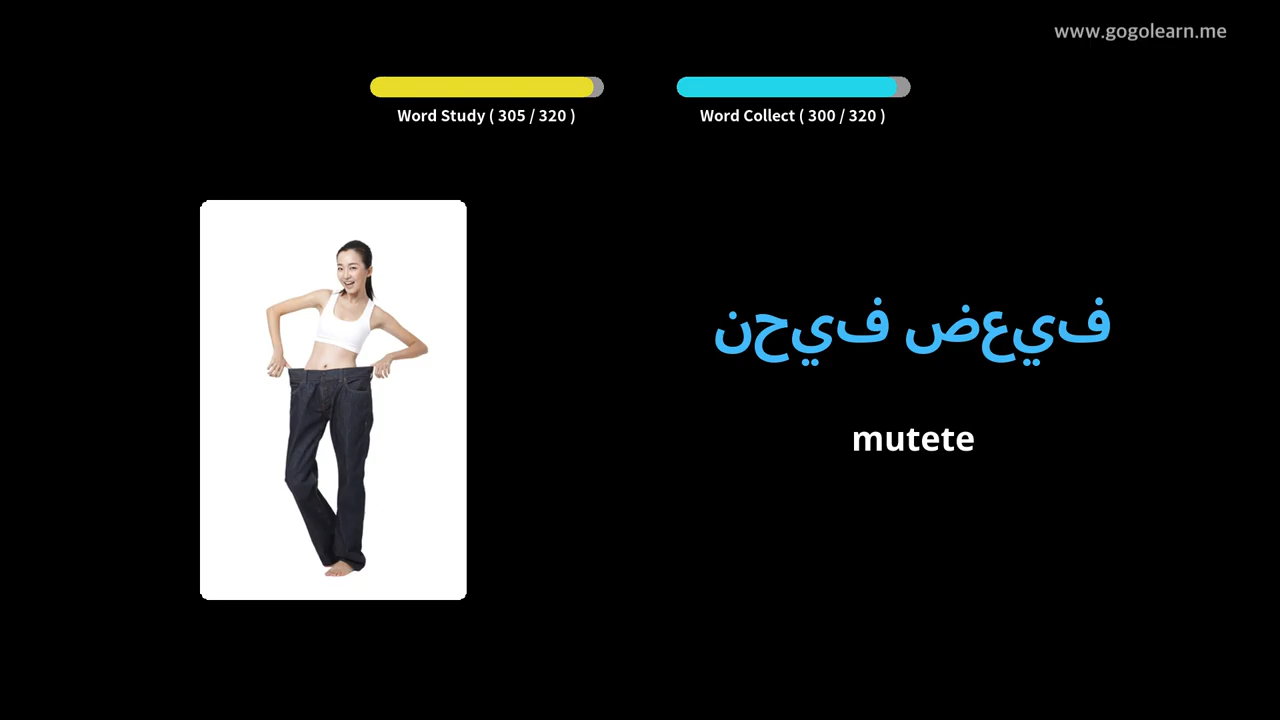 www.gogolearn.me
Word Study ( 305 / 320 )
Word Collect ( 300 / 320 )
نحيف ضعيف
mutete